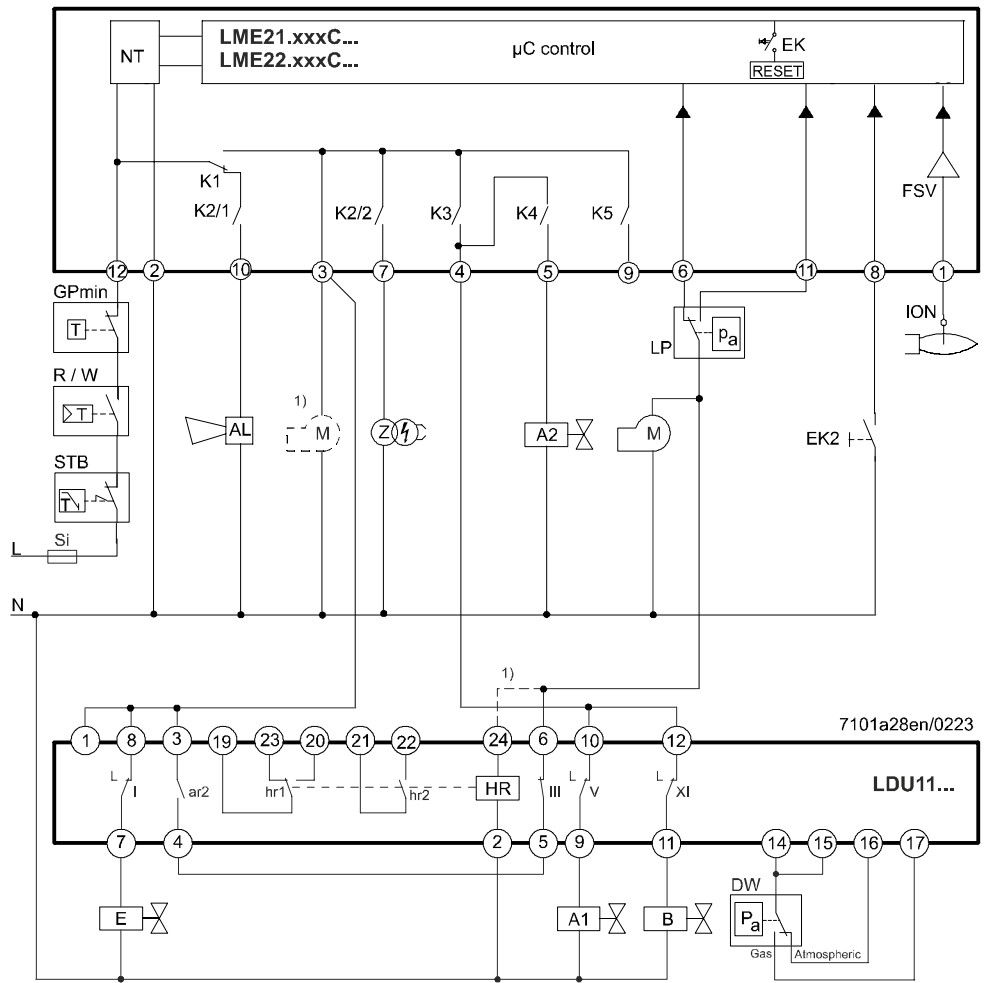 LME21.xxxC...
LME22.xxxC...
NT
µC control
EK
RESET
FSV
K1
K2/1
K2/2
K3
K4
K5
12 2 10 3 7 4 5 9 6 11 8 1
GPmin
T
ION
LP
pa
R / W
T
1)
AL
M
Z
A2
M
EK2
STB
T
Si
L
N
1)
7101a28en/0223
1 8 3 19 23 20 21 22 24 6 10 12
LDU11...
I
ar2
hr1
hr2
HR
III
V
XI
7 4 2 5 9 11 14 15 16 17
DW
E
A1
B
Pa
Gas
Atmospheric